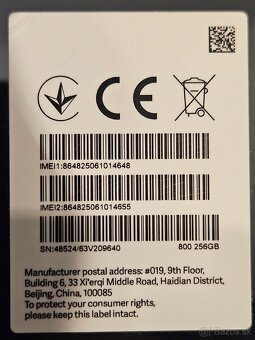 CE
IMEI1:864825061014648
IMEI2:864825061014655
SN:48524/63V209640
800 256GB
Manufacturer postal address: #019, 9th Floor,
Building 6, 33 Xi'erqi Middle Road, Haidian District,
Beijing, China, 100085
To protect your consumer rights,
please keep this label intact.